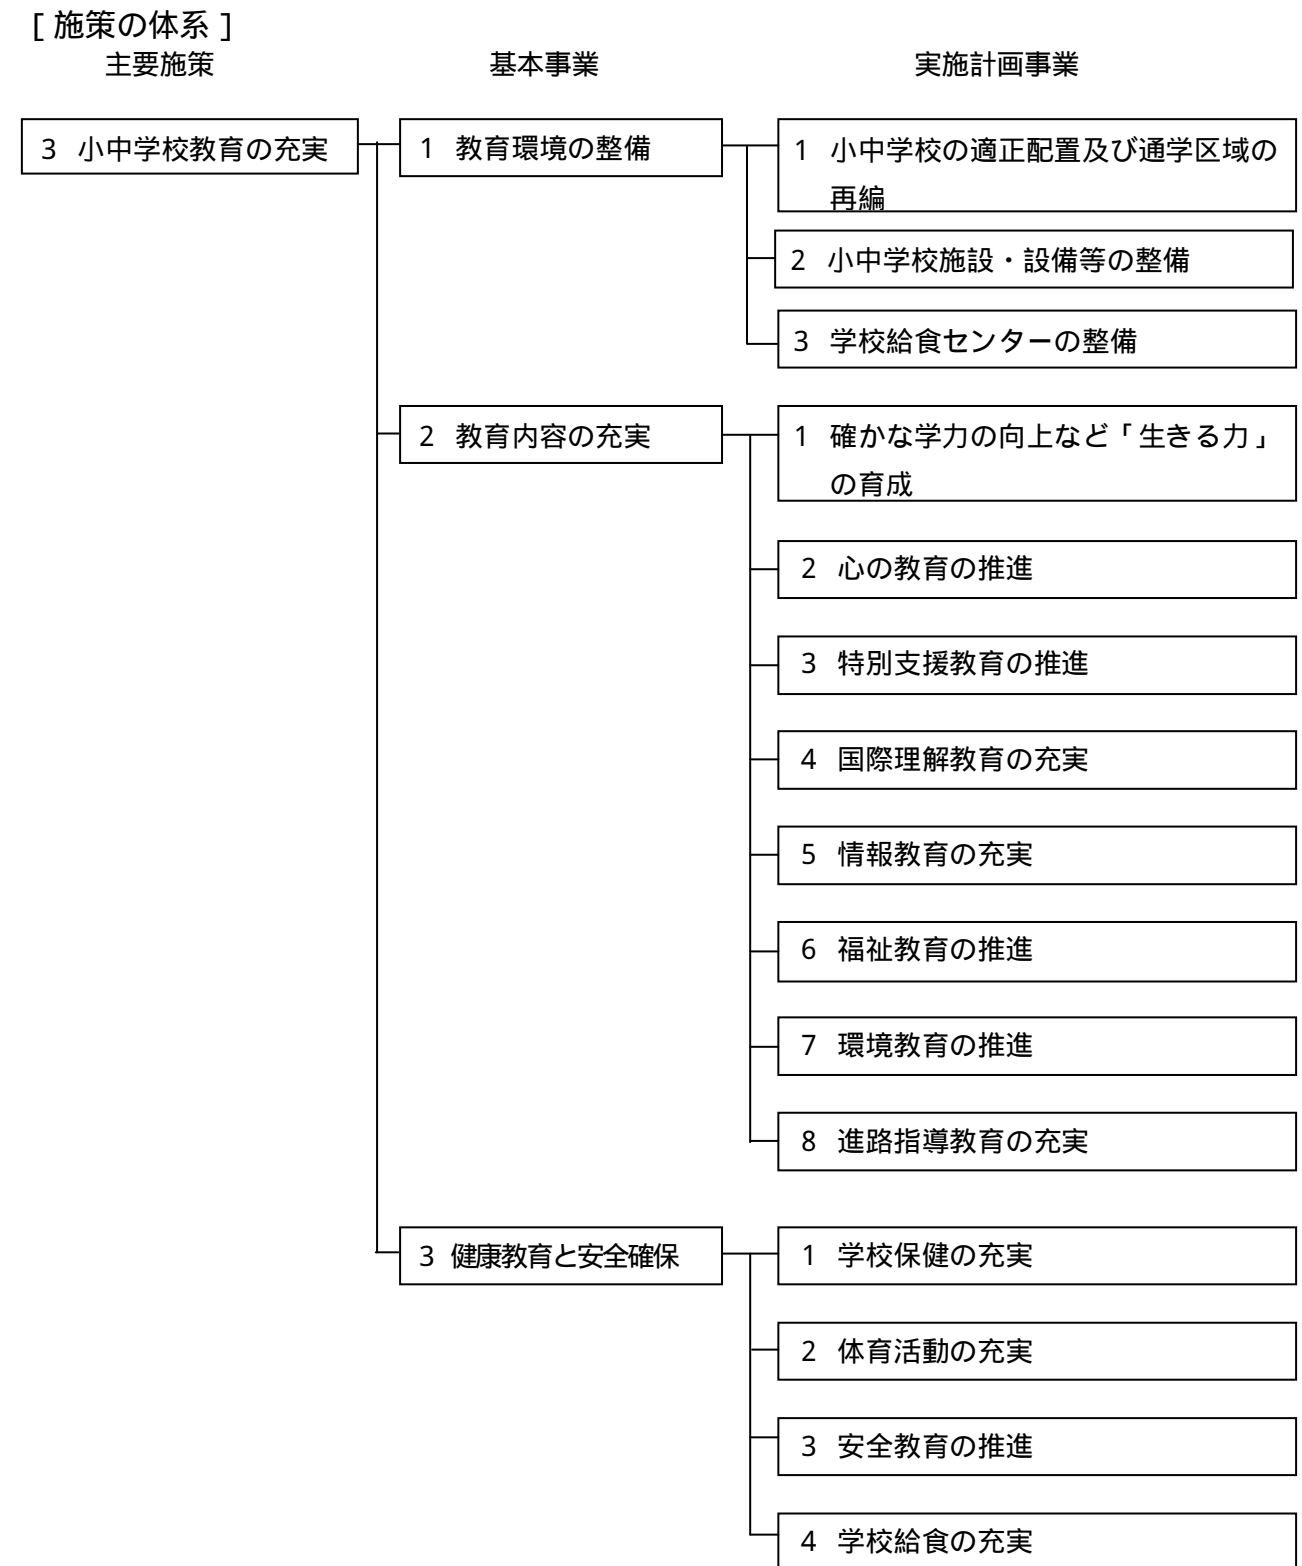 [ 施策の体系 ]
主要施策 基本事業 実施計画事業
3 小中学校教育の充実
1 教育環境の整備
1 小中学校の適正配置及び通学区域の
再編
2 小中学校施設・設備等の整備
3 学校給食センターの整備
2 教育内容の充実
1 確かな学力の向上など「生きる力」
の育成
2 心の教育の推進
3 特別支援教育の推進
4 国際理解教育の充実
5 情報教育の充実
6 福祉教育の推進
7 環境教育の推進
8 進路指導教育の充実
3 健康教育と安全確保
1 学校保健の充実
2 体育活動の充実
3 安全教育の推進
4 学校給食の充実